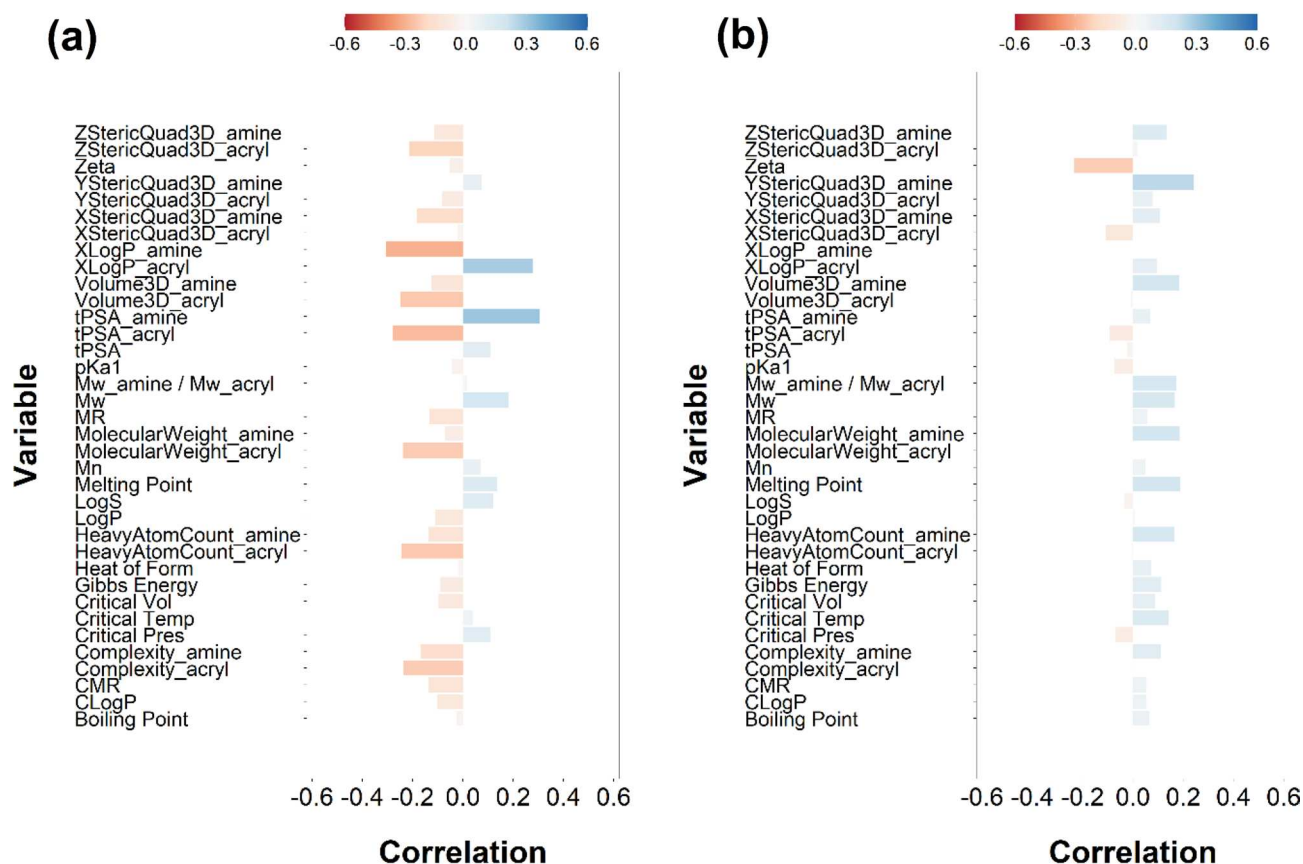 (a)
-0.6 -0.3 0.0 0.3 0.6
Variable
ZStericQuad3D_amine
ZStericQuad3D_acryl
Zeta
YStericQuad3D_amine
YStericQuad3D_acryl
XStericQuad3D_amine
XStericQuad3D_acryl
XLogP_amine
XLogP_acryl
Volume3D_amine
Volume3D_acryl
tPSA_amine
tPSA_acryl
tPSA
pKa1
Mw_amine / Mw_acryl
Mw
MR
MolecularWeight_amine
MolecularWeight_acryl
Mn
Melting Point
LogS
LogP
HeavyAtomCount_amine
HeavyAtomCount_acryl
Heat of Form
Gibbs Energy
Critical Vol
Critical Temp
Critical Pres
Complexity_amine
Complexity_acryl
CMR
CLogP
Boiling Point
-0.6 -0.4 -0.2 0.0 0.2 0.4 0.6
Correlation
(b)
-0.6 -0.3 0.0 0.3 0.6
Variable
ZStericQuad3D_amine
ZStericQuad3D_acryl
Zeta
YStericQuad3D_amine
YStericQuad3D_acryl
XStericQuad3D_amine
XStericQuad3D_acryl
XLogP_amine
XLogP_acryl
Volume3D_amine
Volume3D_acryl
tPSA_amine
tPSA_acryl
tPSA
pKa1
Mw_amine / Mw_acryl
Mw
MR
MolecularWeight_amine
MolecularWeight_acryl
Mn
Melting Point
LogS
LogP
HeavyAtomCount_amine
HeavyAtomCount_acryl
Heat of Form
Gibbs Energy
Critical Vol
Critical Temp
Critical Pres
Complexity_amine
Complexity_acryl
CMR
CLogP
Boiling Point
-0.6 -0.4 -0.2 0.0 0.2 0.4 0.6
Correlation